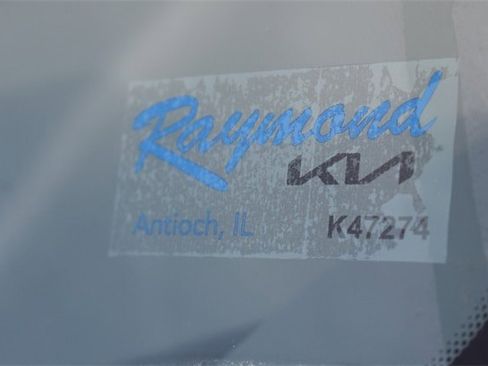 Raymond
KIA
Antioch, IL K47274